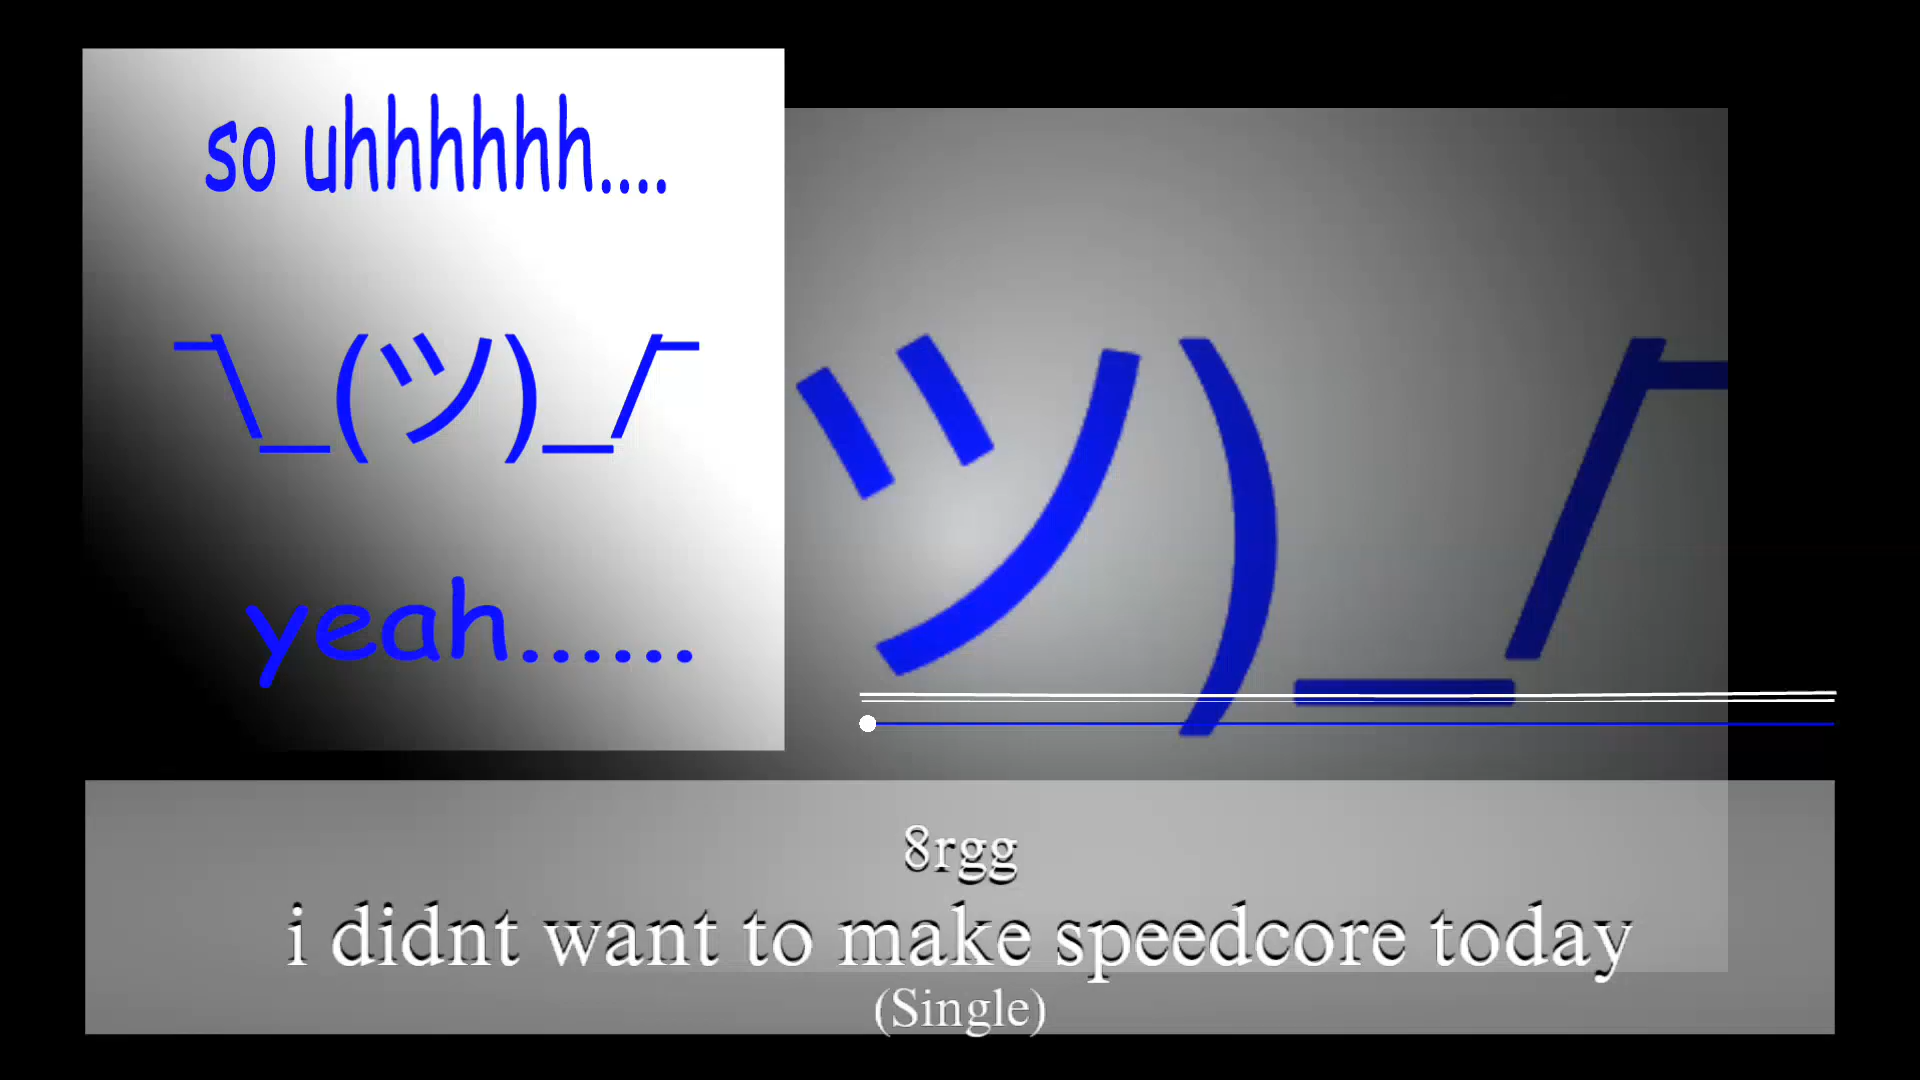 so uhhhhhh....
¯\_(ツ)_/¯
yeah......
ツ)_/¯
8rgg
i didnt want to make speedcore today
(Single)